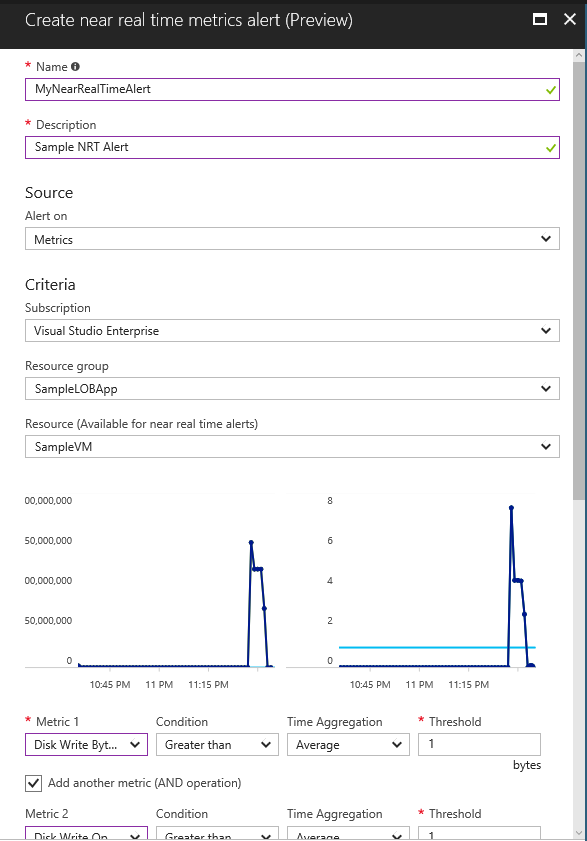 Create near real time metrics alert (Preview)
* Name
MyNearRealTimeAlert
* Description
Sample NRT Alert
Source
Alert on
Metrics
Criteria
Subscription
Visual Studio Enterprise
Resource group
SampleLOBApp
Resource (Available for near real time alerts)
SampleVM
00,000,000
50,000,000
00,000,000
50,000,000
0
10:45 PM 11 PM 11:15 PM
8
6
4
2
0
10:45 PM 11 PM 11:15 PM
* Metric 1 Condition Time Aggregation * Threshold
Disk Write Byt... Greater than Average 1
bytes
Add another metric (AND operation)
Metric 2 Condition Time Aggregation * Threshold
Disk Write Op... Greater than Average 1